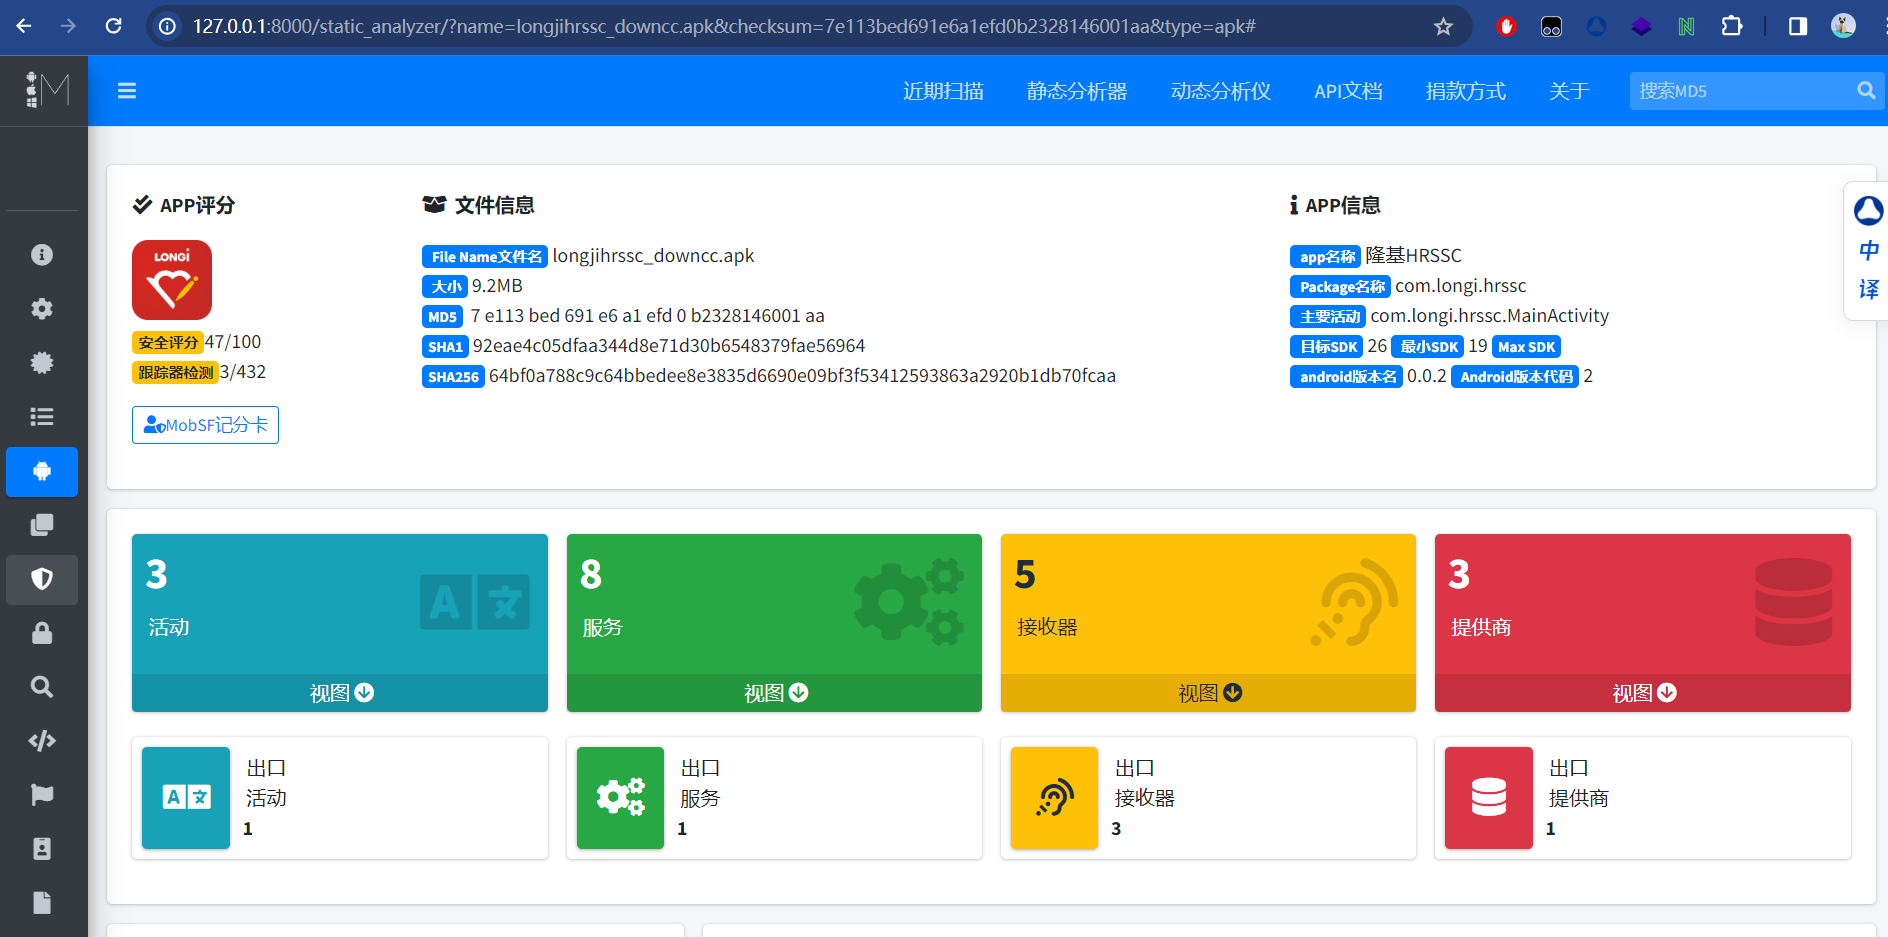 127.0.0.1:8000/static_analyzer/?name=longjihrssc_downcc.apk&checksum=7e113bed691e6a1efd0b2328146001aa&type=apk#
近期扫描 静态分析器 动态分析仪 API文档 捐款方式 关于 搜索MD5
APP评分
LONGi
安全评分 47/100
跟踪器检测 3/432
MobSF记分卡
文件信息
File Name文件名 longjihrssc_downcc.apk
大小 9.2MB
MD5 7 e113 bed 691 e6 a1 efd 0 b2328146001 aa
SHA1 92eae4c05dfaa344d8e71d30b6548379fae56964
SHA256 64bf0a788c9c64bbedee8e3835d6690e09bf3f53412593863a2920b1db70fcaa
APP信息
app名称 隆基HRSSC
Package名称 com.longi.hrssc
主要活动 com.longi.hrssc.MainActivity
目标SDK 26 最小SDK 19 Max SDK
android版本名 0.0.2 Android版本代码 2
中
译
3
活动
视图
8
服务
视图
5
接收器
视图
3
提供商
视图
出口
活动
1
出口
服务
1
出口
接收器
3
出口
提供商
1